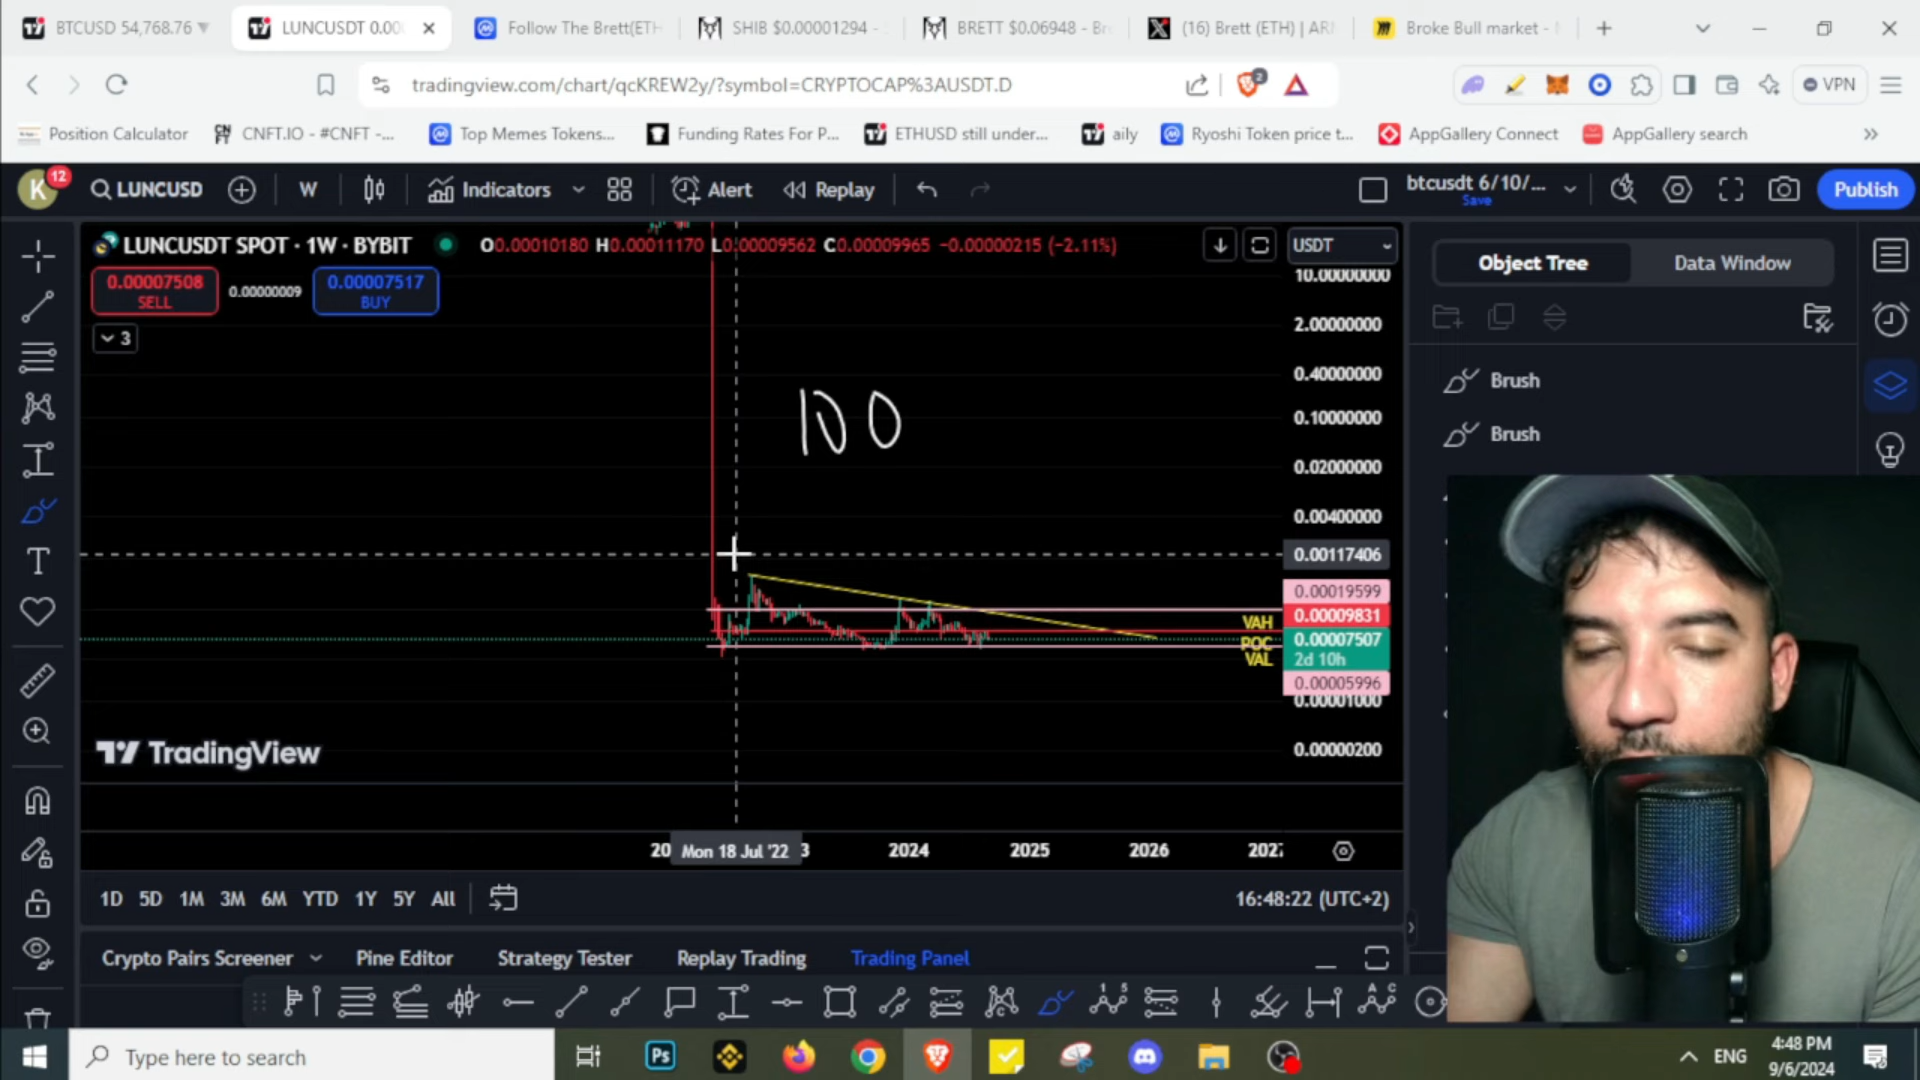 BTCUSD 54,768.76
LUNCUSDT 0.00
Follow The Brett(ETH
SHIB $0.00001294 -
BRETT $0.06948 - Bre
(16) Brett (ETH) | ARM
Broke Bull market -
tradingview.com/chart/qcKREW2y/?symbol=CRYPTOCAP%3AUSDT.D
2
VPN
Position Calculator
CNFT.IO - #CNFT -...
Top Memes Tokens...
Funding Rates For P...
ETHUSD still under...
aily
Ryoshi Token price t...
AppGallery Connect
AppGallery search
K
12
LUNCUSD
W
Indicators
Alert
Replay
btcusdt 6/10/...
Save
Publish
LUNCUSDT SPOT · 1W · BYBIT
O0.00010180 H0.00011170 L0.00009562 C0.00009965 −0.00000215 (−2.11%)
USDT
Object Tree
Data Window
0.00007508
SELL
0.00000009
0.00007517
BUY
3
10.00000000
2.00000000
0.40000000
0.10000000
0.02000000
0.00400000
0.00117406
0.00019599
0.00009831
0.00007507
2d 10h
0.00005996
0.00001000
0.00000200
100
Brush
Brush
VAH
POC
VAL
TradingView
20
Mon 18 Jul '22
3
2024
2025
2026
202
1D
5D
1M
3M
6M
YTD
1Y
5Y
All
16:48:22 (UTC+2)
Crypto Pairs Screener
Pine Editor
Strategy Tester
Replay Trading
Trading Panel
Type here to search
Ps
ENG
4:48 PM
9/6/2024